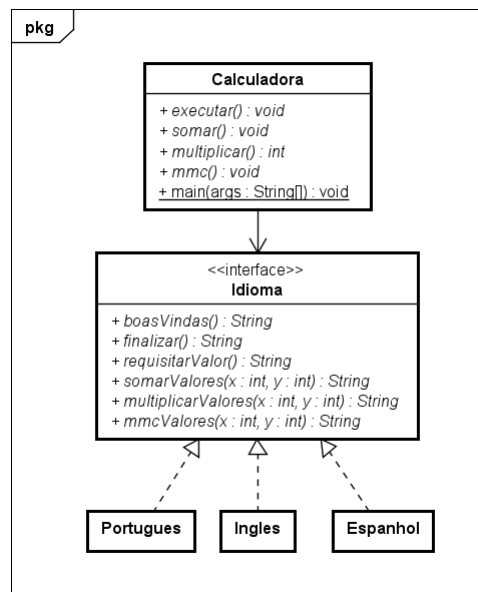 pkg
Calculadora
+ executar() : void
+ somar() : void
+ multiplicar() : int
+ mmc() : void
+ main(args : String[]) : void
<<interface>>
Idioma
+ boasVindas() : String
+ finalizar() : String
+ requisitarValor() : String
+ somarValores(x : int, y : int) : String
+ multiplicarValores(x : int, y : int) : String
+ mmcValores(x : int, y : int) : String
Portugues
Ingles
Espanhol